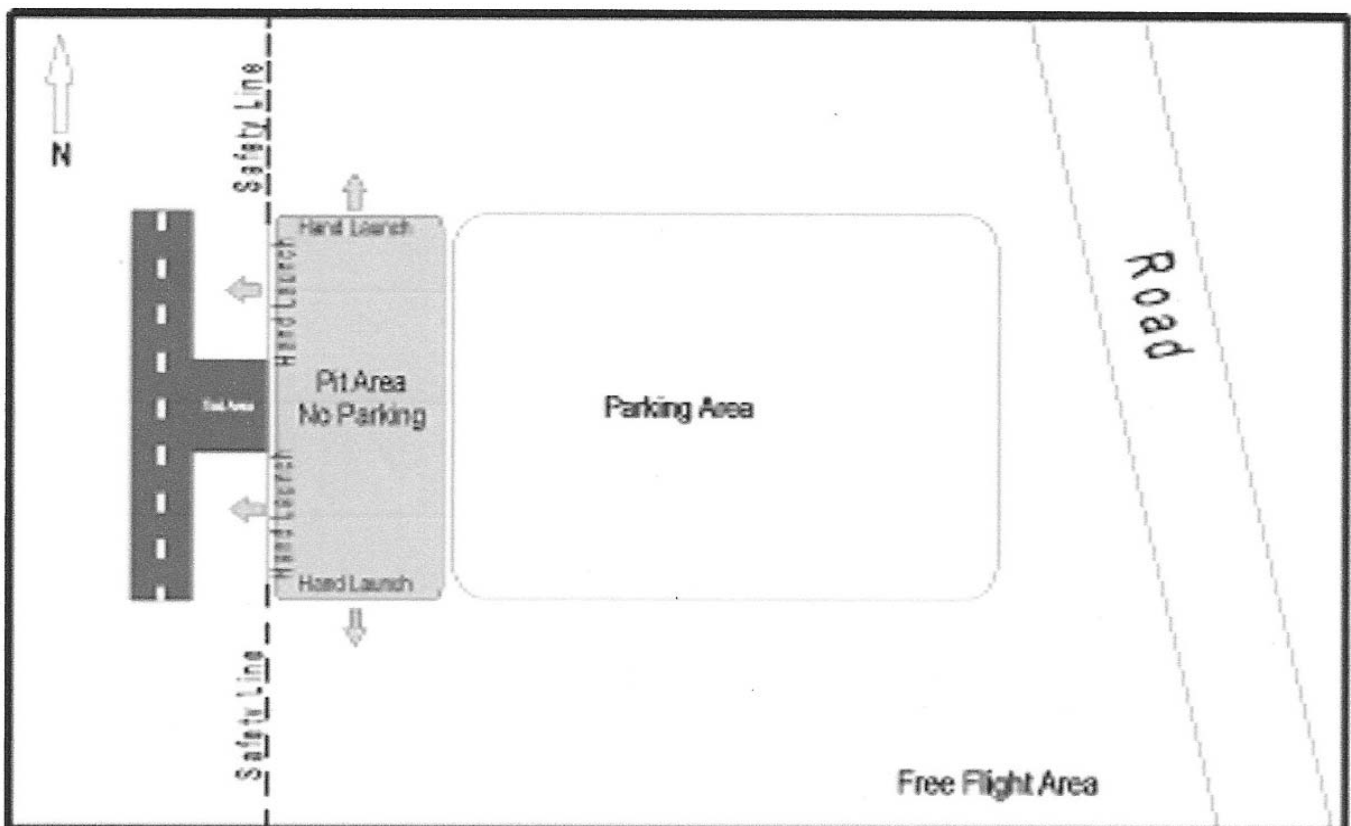 N
Safety Line
Hand Launch
Hand Launch
Pit Area
No Parking
Parking Area
Road
Hand Launch
Hand Launch
Safety Line
Free Flight Area